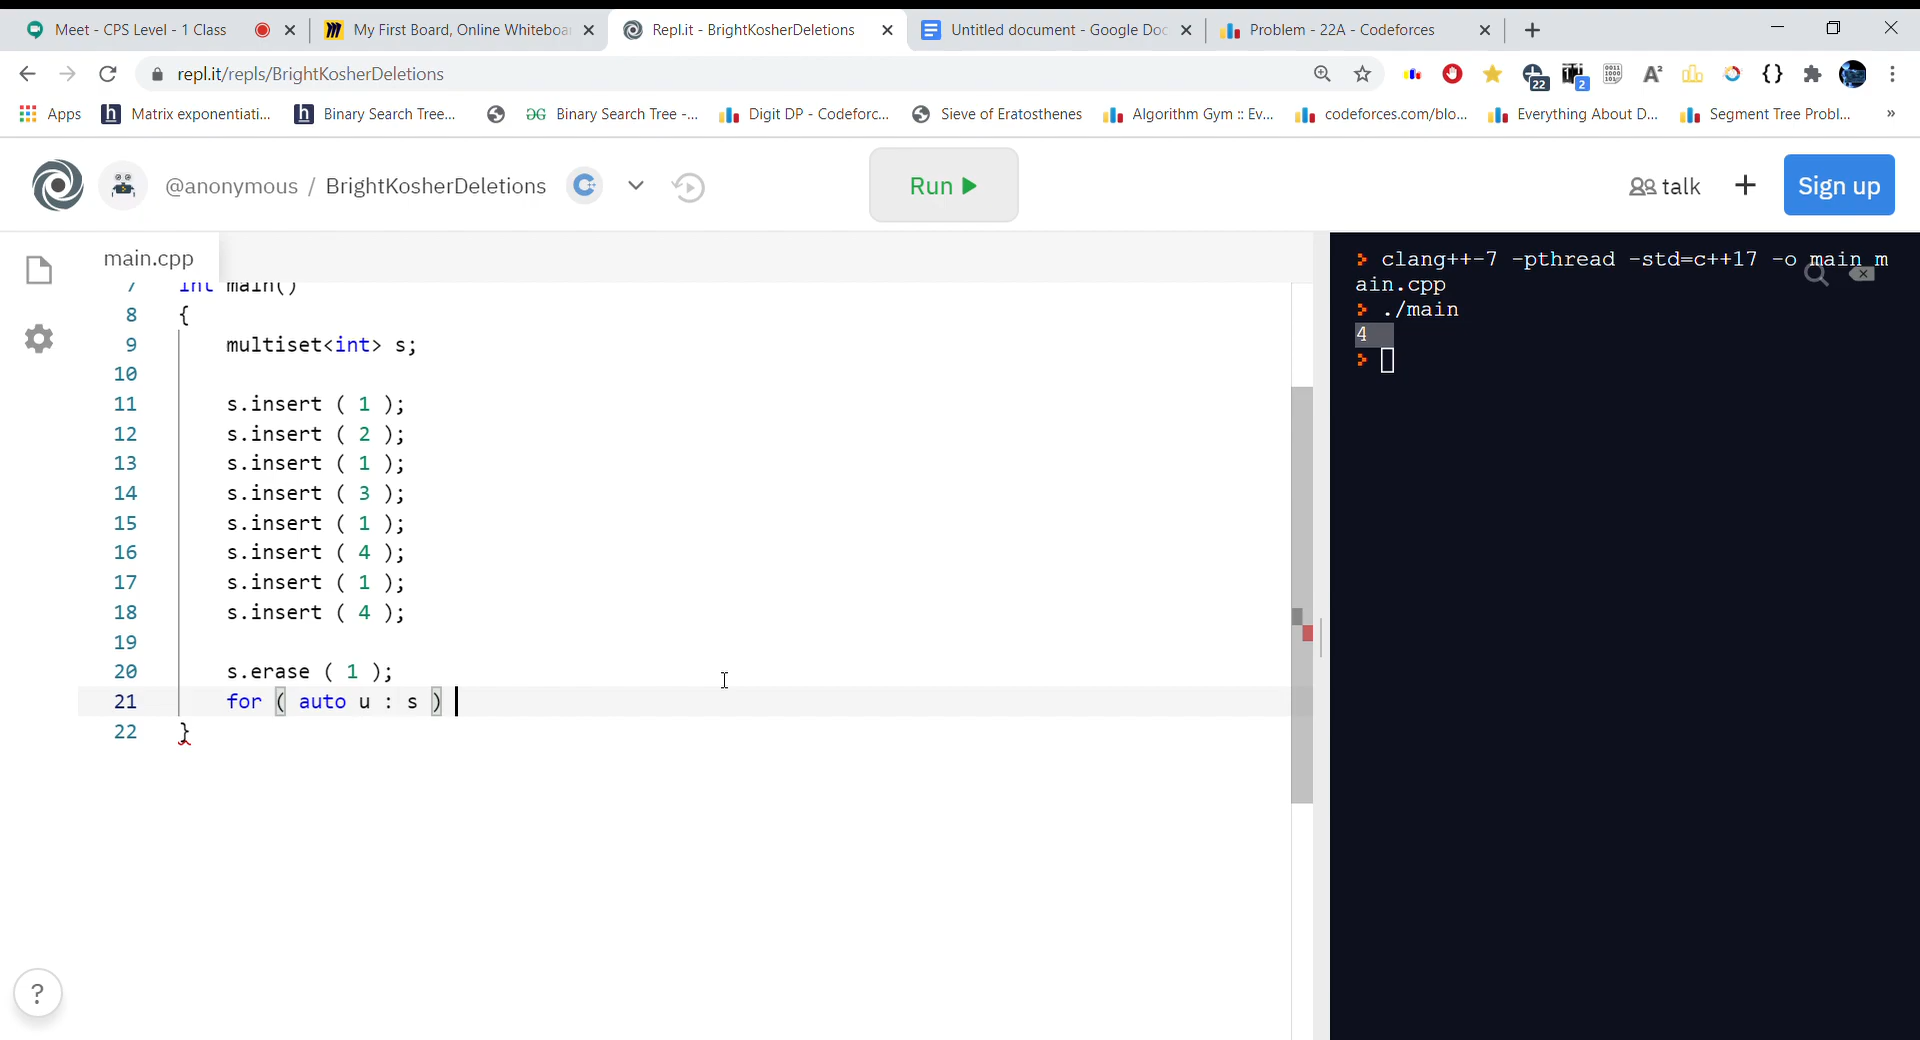 Meet - CPS Level - 1 Class
My First Board, Online Whiteboa
Repl.it - BrightKosherDeletions
Untitled document - Google Doc
Problem - 22A - Codeforces
repl.it/repls/BrightKosherDeletions
22
2
Apps
Matrix exponentiati...
Binary Search Tree...
Binary Search Tree -...
Digit DP - Codeforc...
Sieve of Eratosthenes
Algorithm Gym :: Ev...
codeforces.com/blo...
Everything About D...
Segment Tree Probl...
»
@anonymous / BrightKosherDeletions
Run
talk
Sign up
main.cpp
7 int main()
8 {
9 multiset<int> s;
10
11 s.insert ( 1 );
12 s.insert ( 2 );
13 s.insert ( 1 );
14 s.insert ( 3 );
15 s.insert ( 1 );
16 s.insert ( 4 );
17 s.insert ( 1 );
18 s.insert ( 4 );
19
20 s.erase ( 1 );
21 for ( auto u : s )
22 }
> clang++-7 -pthread -std=c++17 -o main m
ain.cpp
> ./main
4
>
?